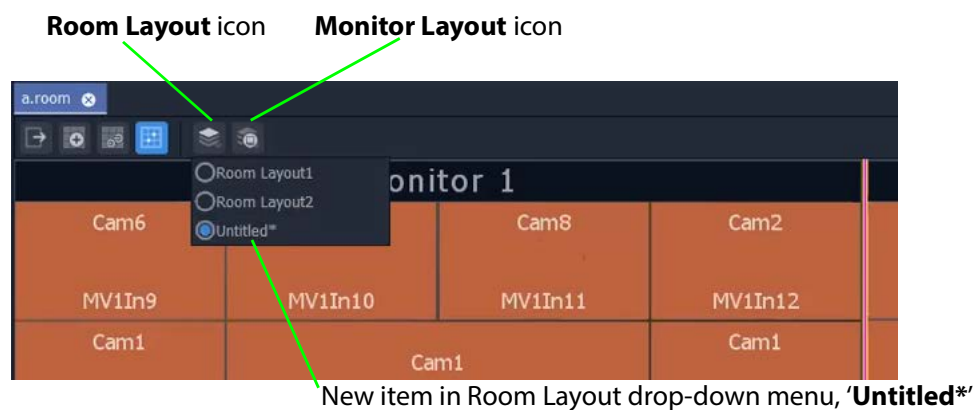 Room Layout icon Monitor Layout icon
a.room
Room Layout1
onitor 1
Room Layout2
Untitled*
Cam6 Cam8 Cam2
MV1In9 MV1In10 MV1In11 MV1In12
Cam1 Cam1 Cam1
New item in Room Layout drop-down menu, ‘Untitled*’